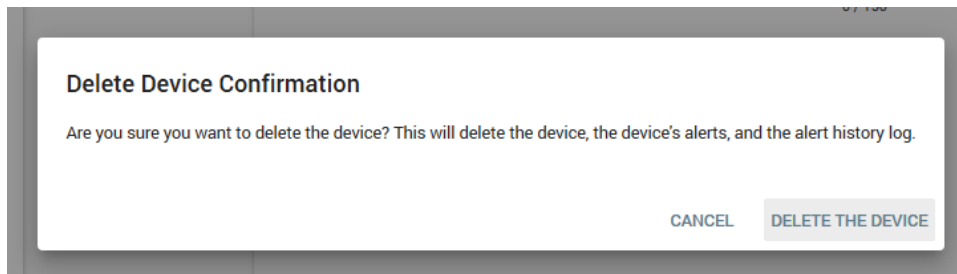 Delete Device Confirmation
Are you sure you want to delete the device? This will delete the device, the device's alerts, and the alert history log.
CANCEL DELETE THE DEVICE